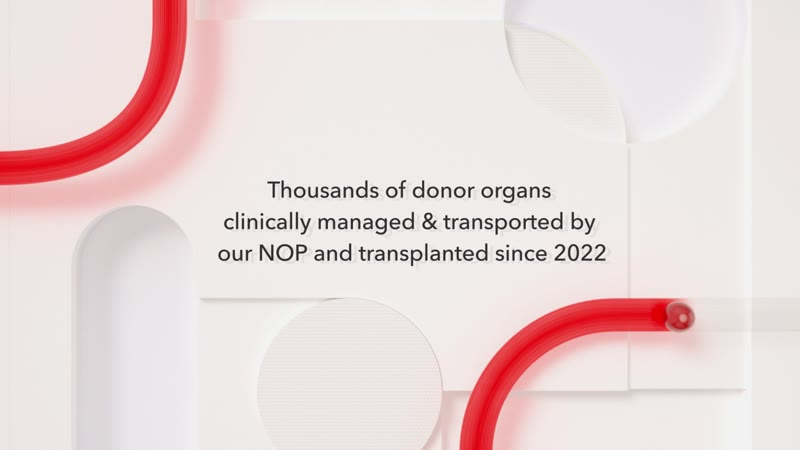 Thousands of donor organs
clinically managed & transported by
our NOP and transplanted since 2022